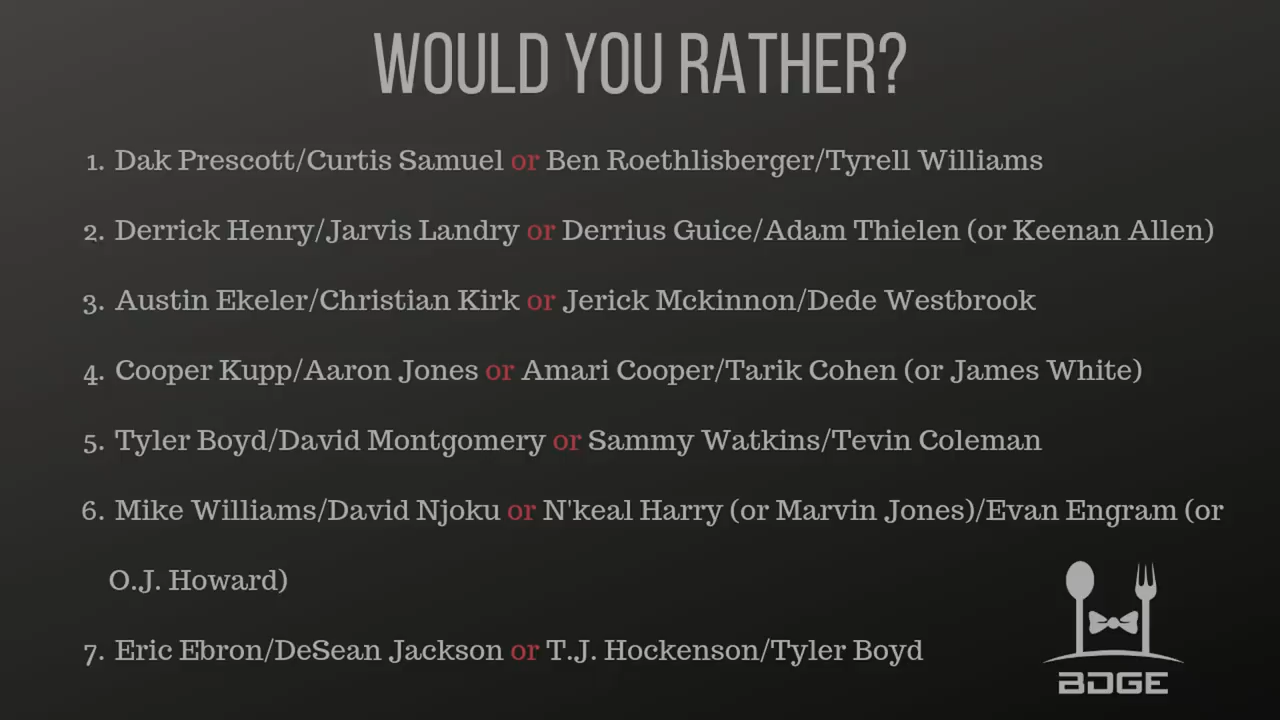 WOULD YOU RATHER?
1. Dak Prescott/Curtis Samuel or Ben Roethlisberger/Tyrell Williams
2. Derrick Henry/Jarvis Landry or Derrius Guice/Adam Thielen (or Keenan Allen)
3. Austin Ekeler/Christian Kirk or Jerick Mckinnon/Dede Westbrook
4. Cooper Kupp/Aaron Jones or Amari Cooper/Tarik Cohen (or James White)
5. Tyler Boyd/David Montgomery or Sammy Watkins/Tevin Coleman
6. Mike Williams/David Njoku or N'keal Harry (or Marvin Jones)/Evan Engram (or
O.J. Howard)
7. Eric Ebron/DeSean Jackson or T.J. Hockenson/Tyler Boyd
BDGE